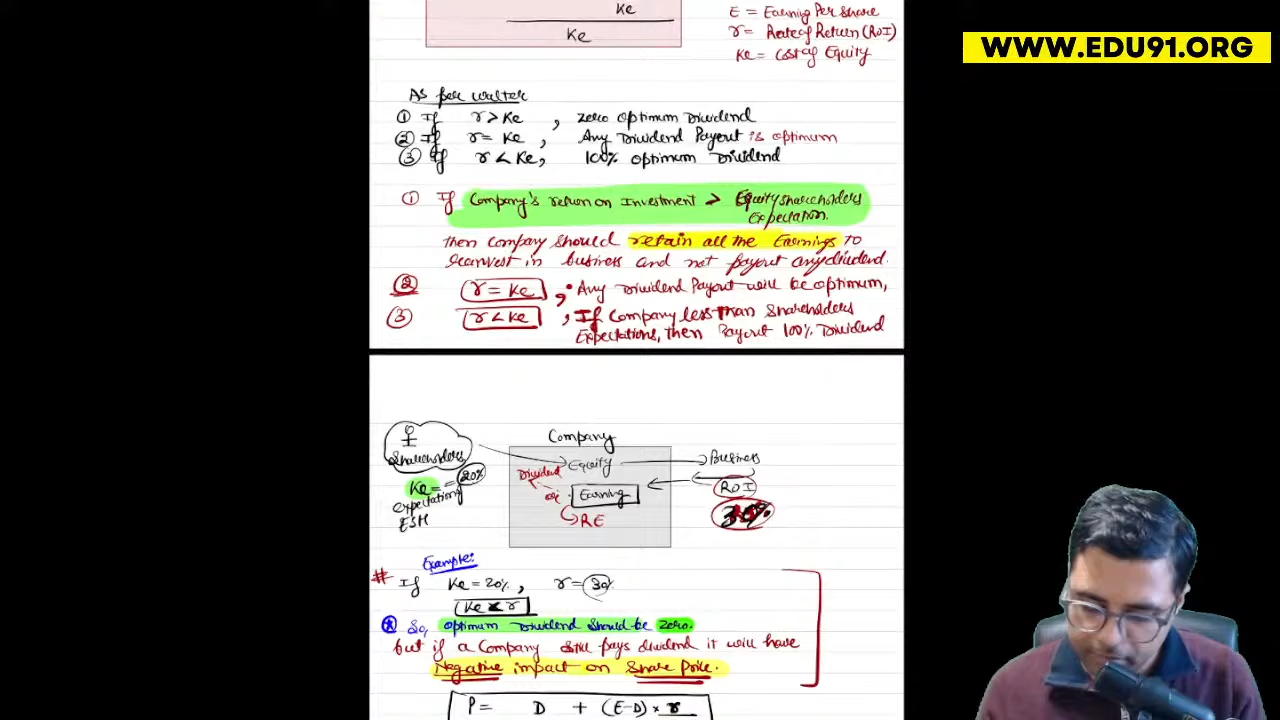 Ke
Ke
E = Earning Per share
r = Rate of Return (RoI)
Ke = Cost of Equity
WWW.EDU91.ORG
As per walter
① If r > Ke , zero optimum Dividend
② If r = Ke , Any Dividend Payout is optimum
③ If r < Ke, 100% optimum Dividend
① If Company's return on Investment > Equity shareholders
Expectation.
then Company should retain all the Earnings to
reinvest in business and not payout any dividend.
② r = Ke , • Any Dividend Payout will be optimum,
③ r < Ke , If Company less than Shareholders
Expectations, then Payout 100% Dividend
Company
Shareholders
Equity
Business
Dividend
Ke = 20%
RoI
Earning
expectation
ESH
RE
30%
Example:
# If Ke = 20%, r = 30%
Ke < r
So, optimum Dividend should be zero.
but if a Company still pays dividend it will have
Negative impact on Share Price.
P = D + (E-D) × r